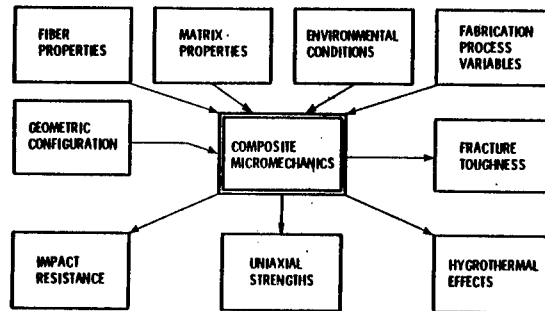 FIBER
PROPERTIES
MATRIX
PROPERTIES
ENVIRONMENTAL
CONDITIONS
FABRICATION
PROCESS
VARIABLES
GEOMETRIC
CONFIGURATION
COMPOSITE
MICROMECHANICS
FRACTURE
TOUGHNESS
IMPACT
RESISTANCE
UNIAXIAL
STRENGTHS
HYGROTHERMAL
EFFECTS